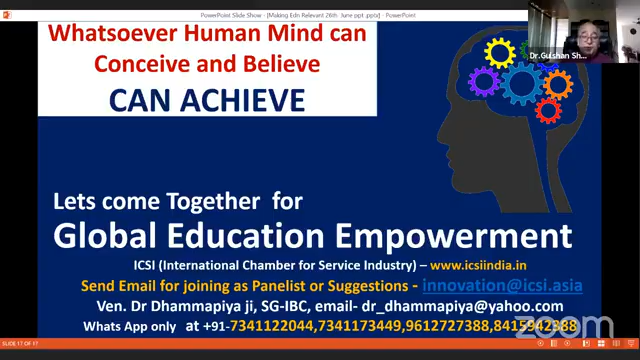 PowerPoint Slide Show - [Making Edn Relevant 26th June ppt .pptx] - PowerPoint
Dr.Gulshan Sh...
Whatsoever Human Mind can
Conceive and Believe
CAN ACHIEVE
Lets come Together for
Global Education Empowerment
ICSI (International Chamber for Service Industry) – www.icsiindia.in
Send Email for joining as Panelist or Suggestions - innovation@icsi.asia
Ven. Dr Dhammapiya ji, SG-IBC, email- dr_dhammapiya@yahoo.com
Whats App only at +91-7341122044,7341173449,9612727388,8415942388
zoom
SLIDE 17 OF 17